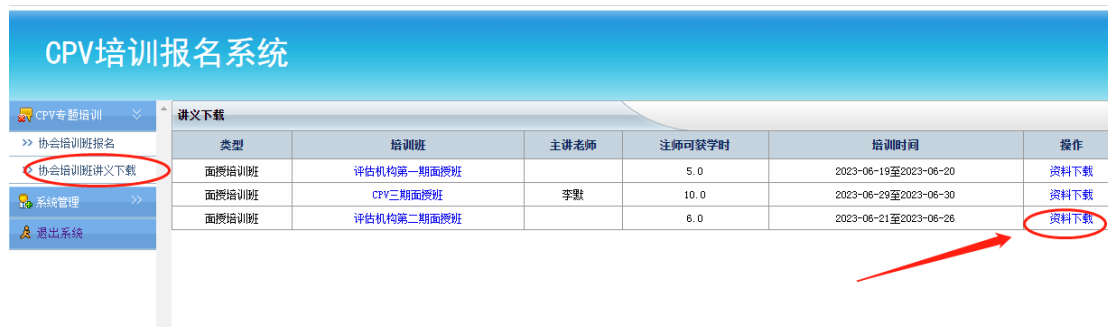 CPV培训报名系统
CPV专题培训
协会培训班报名
协会培训班讲义下载
系统管理
退出系统
讲义下载
类型 培训班 主讲老师 注师可获学时 培训时间 操作
面授培训班 评估机构第一期面授班 5.0 2023-06-19至2023-06-20 资料下载
面授培训班 CPV三期面授班 李默 10.0 2023-06-29至2023-06-30 资料下载
面授培训班 评估机构第二期面授班 6.0 2023-06-21至2023-06-26 资料下载